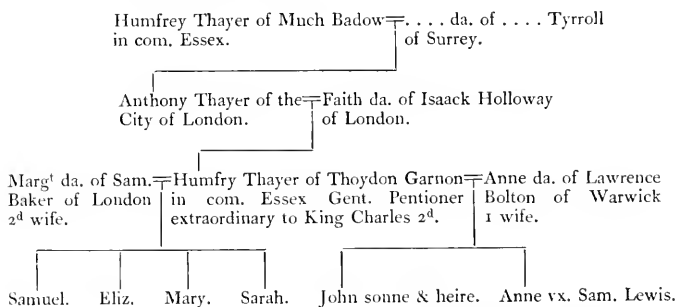 Humfrey Thayer of Much Badow
in com. Essex.
. . . . da. of . . . . Tyrroll
of Surrey.
Anthony Thayer of the
City of London.
Faith da. of Isaack Holloway
of London.
Margᵗ da. of Sam.
Baker of London
2ᵈ wife.
Humfry Thayer of Thoydon Garnon
in com. Essex Gent. Pentioner
extraordinary to King Charles 2ᵈ.
Anne da. of Lawrence
Bolton of Warwick
1 wife.
Samuel. Eliz. Mary. Sarah. John sonne & heire. Anne vx. Sam. Lewis.